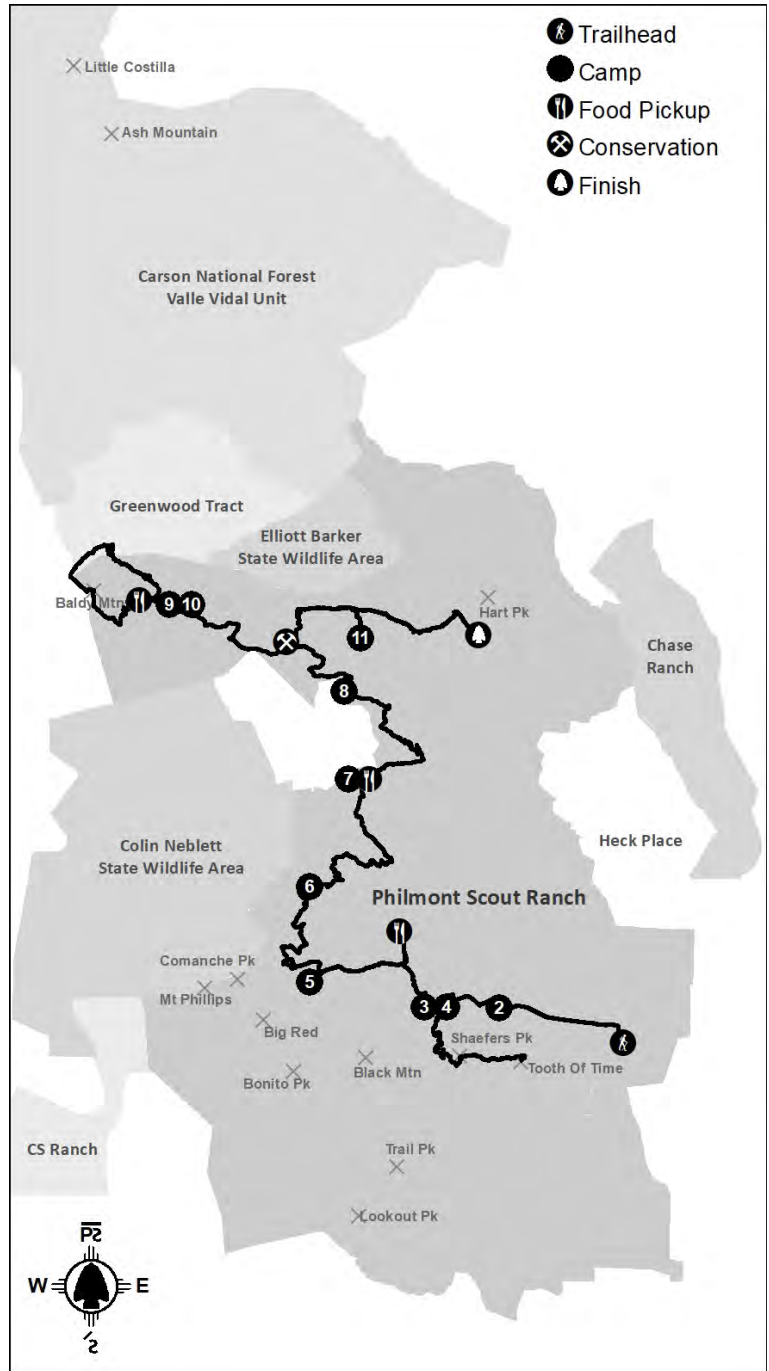 Trailhead
Camp
Food Pickup
Conservation
Finish
Little Costilla
Ash Mountain
Carson National Forest
Valle Vidal Unit
Greenwood Tract
Elliott Barker
State Wildlife Area
Baldy Mtn
9
10
Hart Pk
11
Chase
Ranch
8
7
Heck Place
Colin Neblett
State Wildlife Area
6
Philmont Scout Ranch
Comanche Pk
5
Mt Phillips
3
4
2
Big Red
Shaefers Pk
Black Mtn
Tooth Of Time
Bonito Pk
CS Ranch
Trail Pk
Lookout Pk
W
E